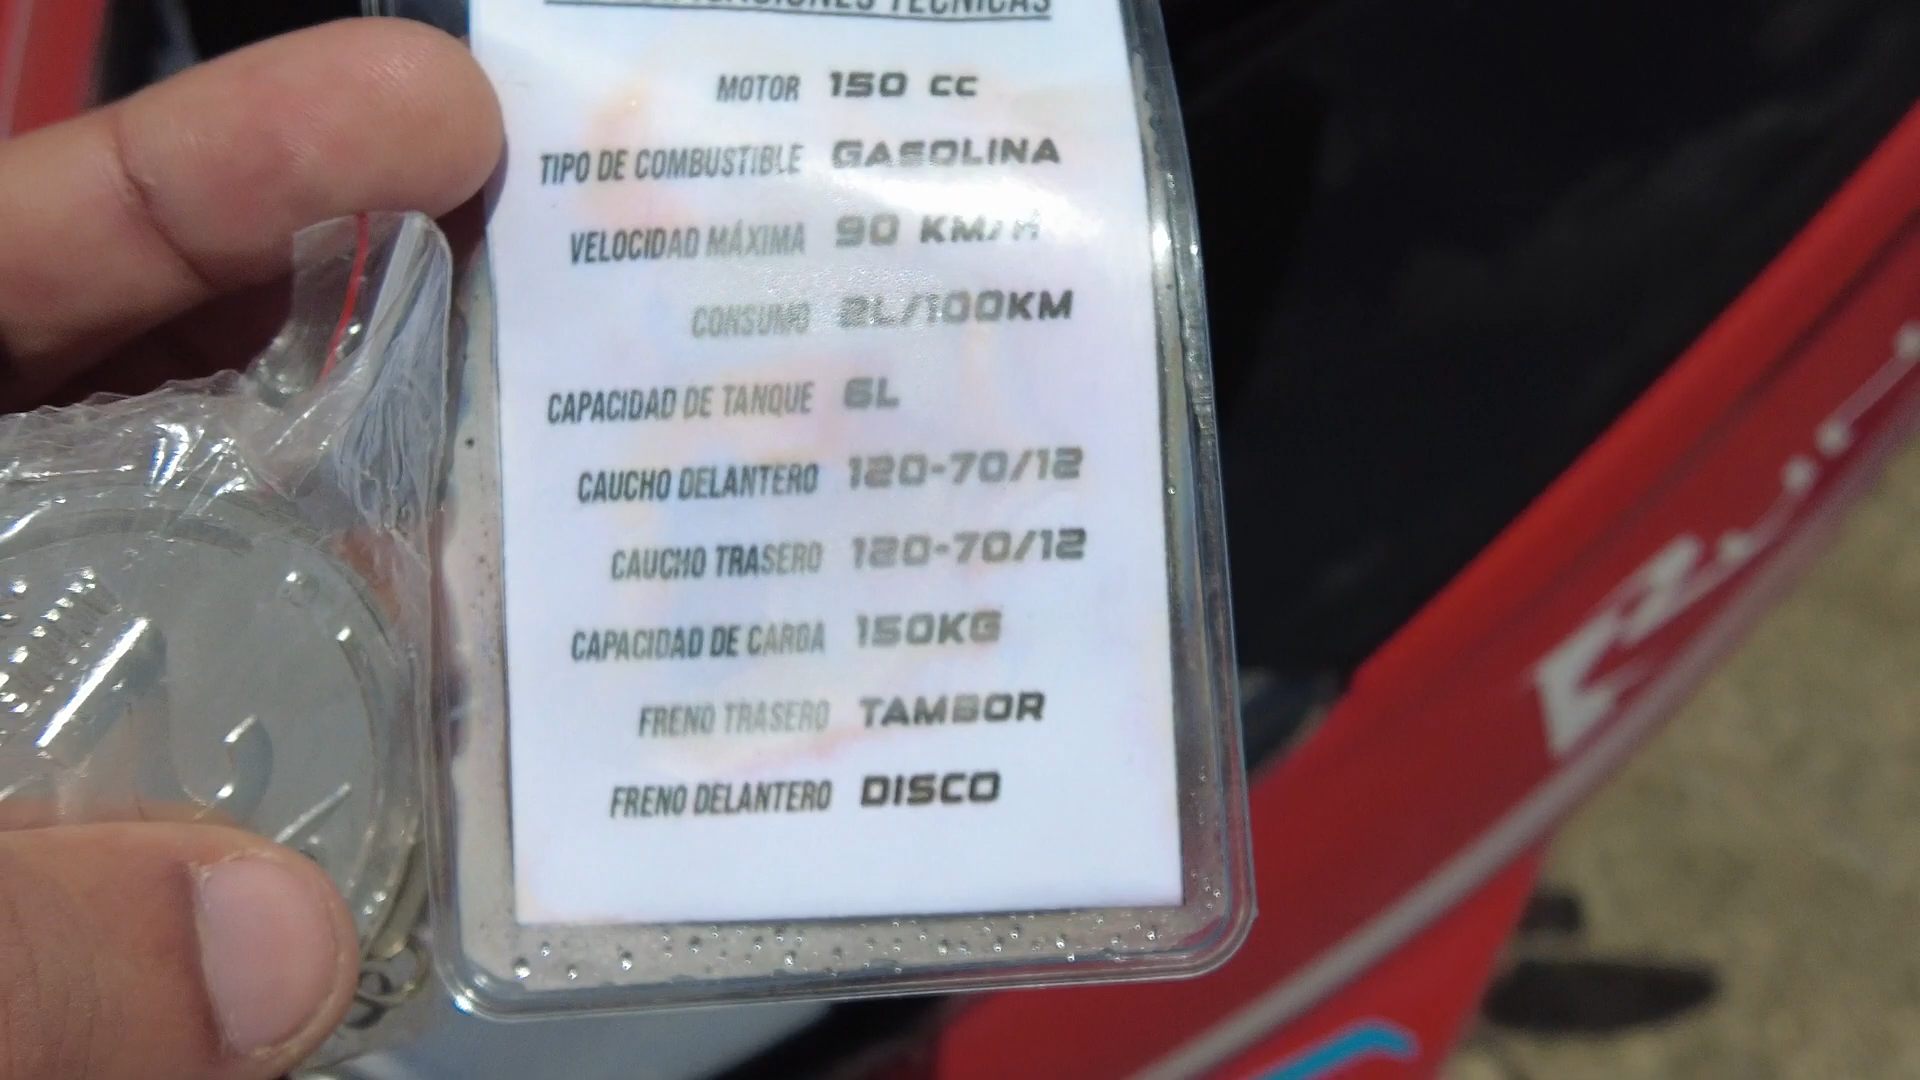 TÉCNICAS
MOTOR 150 CC
TIPO DE COMBUSTIBLE GASOLINA
VELOCIDAD MÁXIMA 90 KM/H
CONSUMO 2L/100KM
CAPACIDAD DE TANQUE 6L
CAUCHO DELANTERO 120-70/12
CAUCHO TRASERO 120-70/12
CAPACIDAD DE CARGA 150KG
FRENO TRASERO TAMBOR
FRENO DELANTERO DISCO